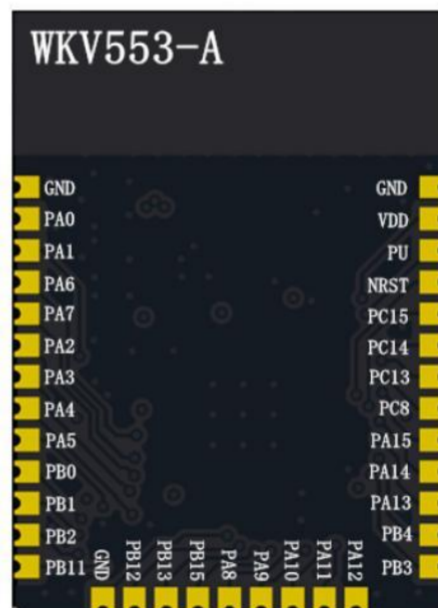 WKV553-A
GND
PA0
PA1
PA6
PA7
PA2
PA3
PA4
PA5
PB0
PB1
PB2
PB11
GND
PB12
PB13
PB15
PA8
PA9
PA10
PA11
PA12
GND
VDD
PU
NRST
PC15
PC14
PC13
PC8
PA15
PA14
PA13
PB4
PB3